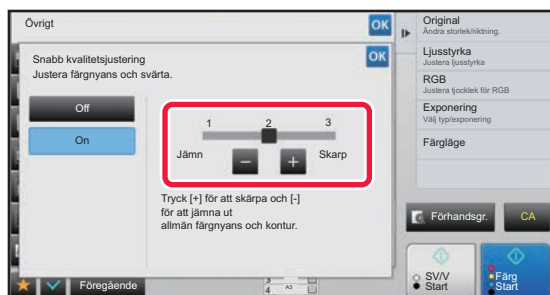 Övrigt
OK
Snabb kvalitetsjustering
OK
Justera färgnyans och svärta.
Off
On
1 2 3
Jämn
Skarp
Tryck [+] för att skärpa och [-]
för att jämna ut
allmän färgnyans och kontur.
Föregående
3
4
A3
Original
Ändra storlek/riktning.
Ljusstyrka
Justera ljusstyrka
RGB
Justera tjocklek för RGB
Exponering
Välj typ/exponering
Färgläge
Förhandsgr.
CA
SV/V
Start
Färg
Start